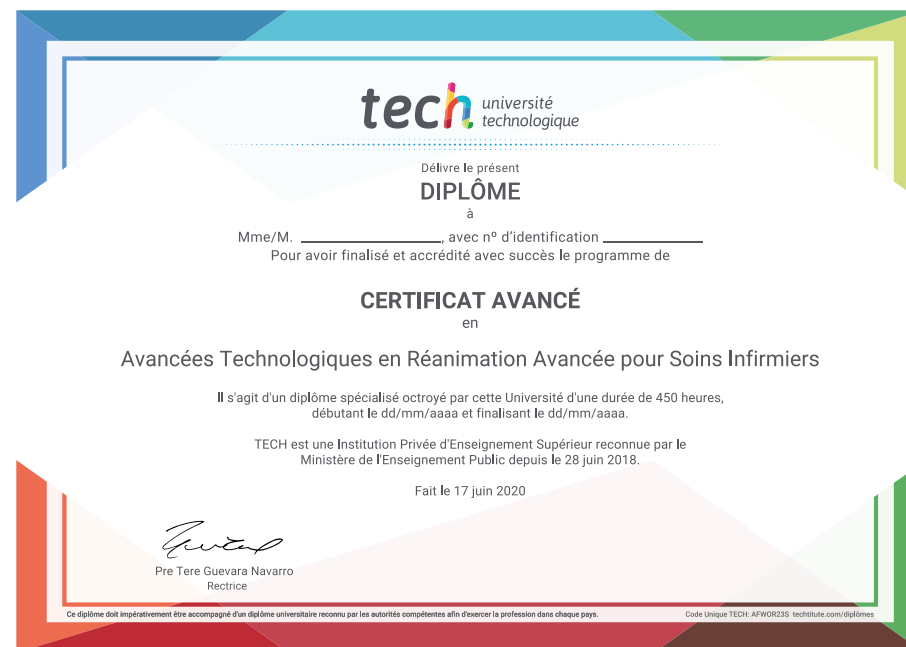 tech université
technologique
Délivre le présent
DIPLÔME
à
Mme/M. ____________________, avec nº d'identification ______________
Pour avoir finalisé et accrédité avec succès le programme de
CERTIFICAT AVANCÉ
en
Avancées Technologiques en Réanimation Avancée pour Soins Infirmiers
Il s'agit d'un diplôme spécialisé octroyé par cette Université d'une durée de 450 heures,
débutant le dd/mm/aaaa et finalisant le dd/mm/aaaa.
TECH est une Institution Privée d'Enseignement Supérieur reconnue par le
Ministère de l'Enseignement Public depuis le 28 juin 2018.
Fait le 17 juin 2020
Pre Tere Guevara Navarro
Rectrice
Ce diplôme doit impérativement être accompagné d'un diplôme universitaire reconnu par les autorités compétentes afin d'exercer la profession dans chaque pays.
Code Unique TECH: AFWOR23S techtitute.com/diplômes